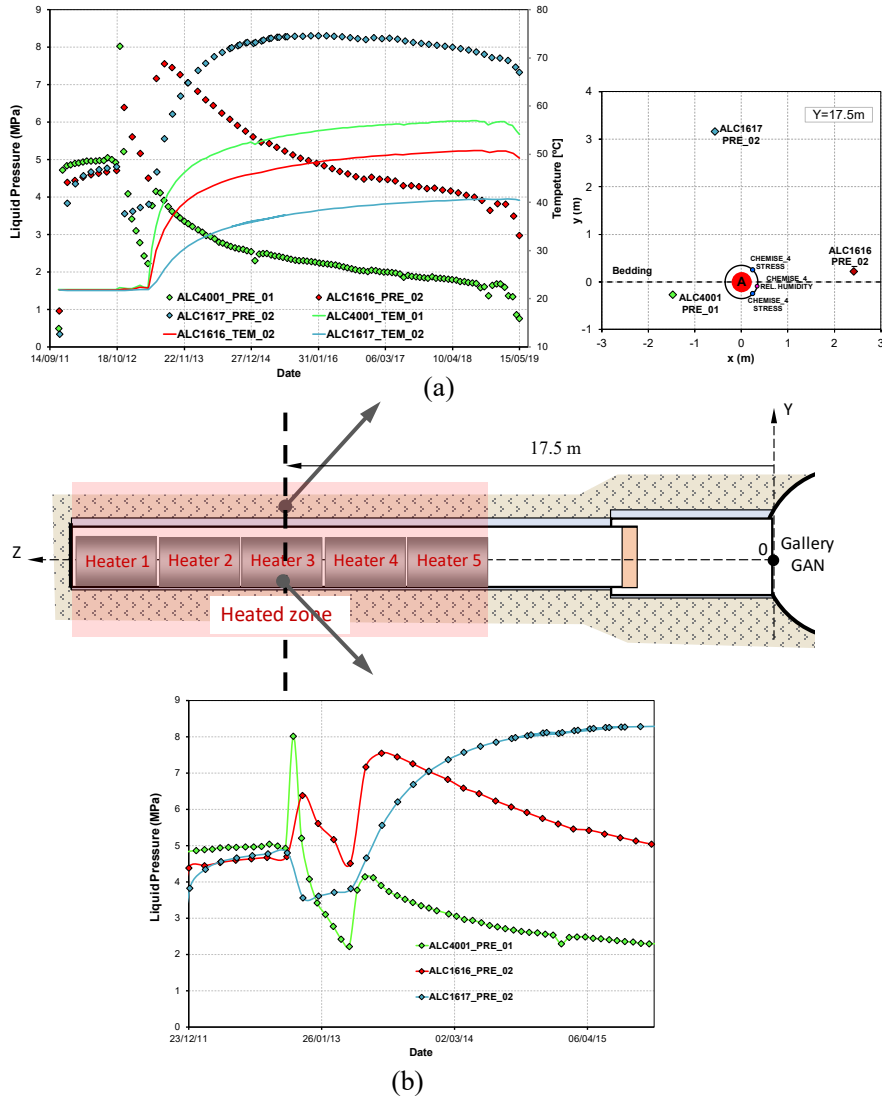 9
8
7
6
5
4
3
2
1
0
Liquid Pressure (MPa)
80
70
60
50
40
30
20
10
Tempeture [ºC]
ALC4001_PRE_01
ALC1616_PRE_02
ALC1617_PRE_02
ALC4001_TEM_01
ALC1616_TEM_02
ALC1617_TEM_02
14/09/11
18/10/12
22/11/13
27/12/14
31/01/16
06/03/17
10/04/18
15/05/19
Date
4
3
2
1
0
-1
y (m)
Y=17.5m
ALC1617
PRE_02
ALC1616
PRE_02
CHEMISE_4
STRESS
CHEMISE_4
REL. HUMIDITY
CHEMISE_4
STRESS
A
Bedding
ALC4001
PRE_01
-3
-2
-1
0
1
2
3
x (m)
(a)
Y
17.5 m
Z
Heater 1
Heater 2
Heater 3
Heater 4
Heater 5
0
Gallery
GAN
Heated zone
9
8
7
6
5
4
3
2
1
0
Liquid Pressure (MPa)
ALC4001_PRE_01
ALC1616_PRE_02
ALC1617_PRE_02
23/12/11
26/01/13
02/03/14
06/04/15
Date
(b)